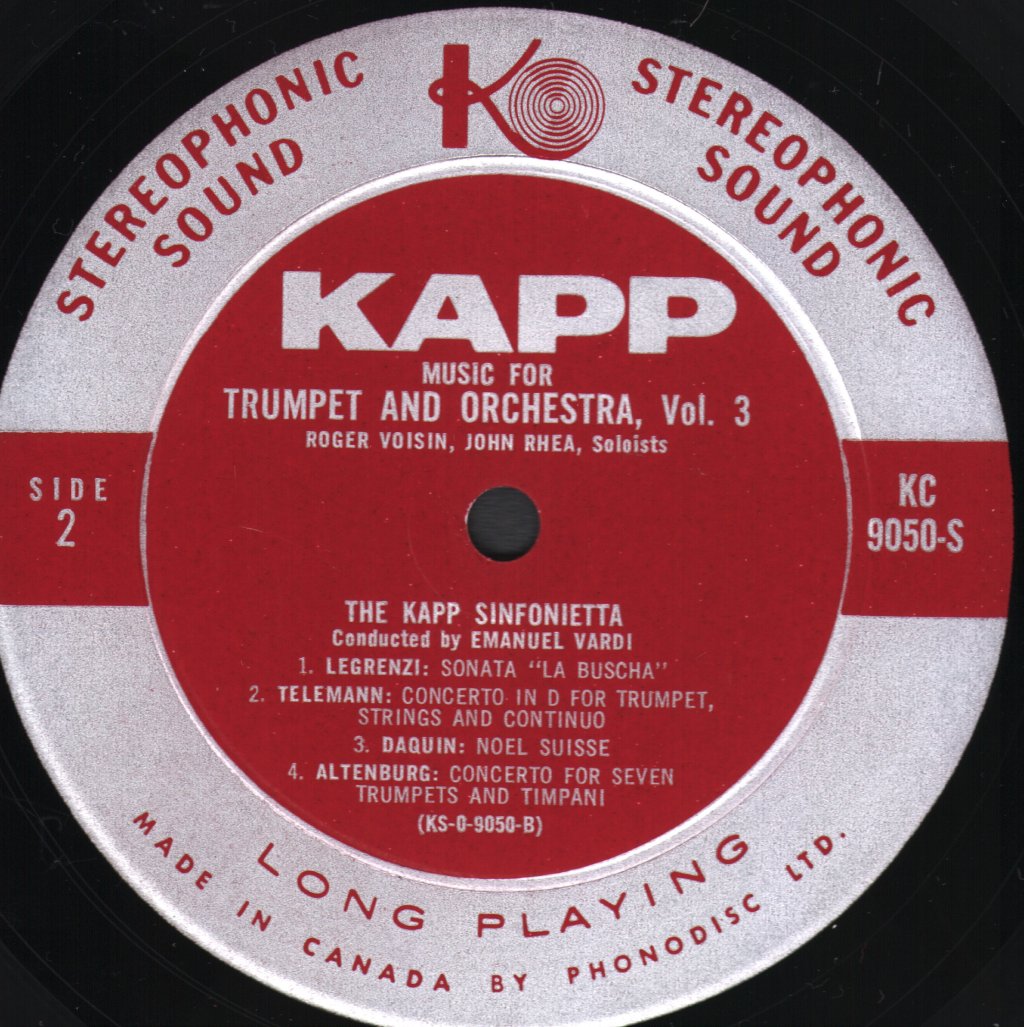 STEREOPHONIC
SOUND
K
STEREOPHONIC
SOUND
KAPP
MUSIC FOR
TRUMPET AND ORCHESTRA, Vol. 3
ROGER VOISIN, JOHN RHEA, Soloists
SIDE
2
KC
9050-S
THE KAPP SINFONIETTA
Conducted by EMANUEL VARDI
1. LEGRENZI: SONATA “LA BUSCHA”
2. TELEMANN: CONCERTO IN D FOR TRUMPET,
STRINGS AND CONTINUO
3. DAQUIN: NOEL SUISSE
4. ALTENBURG: CONCERTO FOR SEVEN
TRUMPETS AND TIMPANI
(KS-O-9050-B)
LONG PLAYING
MADE IN CANADA BY PHONODISC LTD.